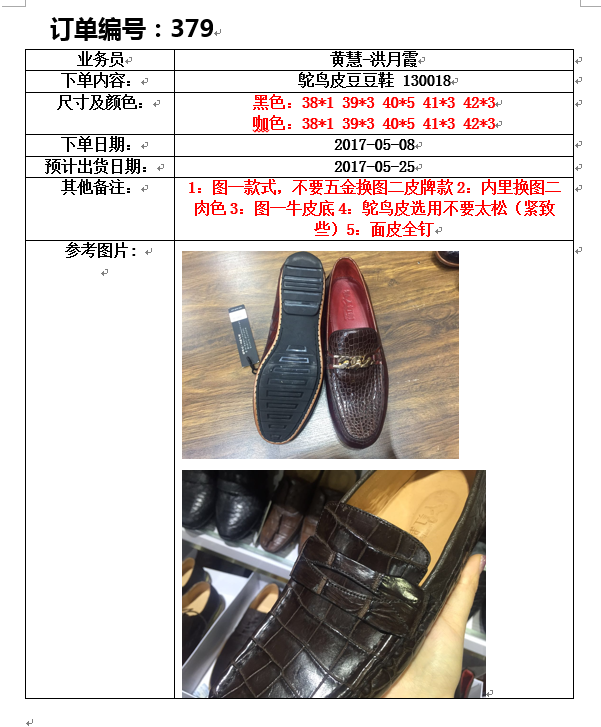 订单编号：379
业务员 黄慧-洪月霞
下单内容： 鸵鸟皮豆豆鞋 130018
尺寸及颜色： 黑色：38*1 39*3 40*5 41*3 42*3
咖色：38*1 39*3 40*5 41*3 42*3
下单日期： 2017-05-08
预计出货日期： 2017-05-25
其他备注： 1：图一款式，不要五金换图二皮牌款 2：内里换图二
肉色 3：图一牛皮底 4：鸵鸟皮选用不要太松（紧致
些）5：面皮全钉
参考图片：